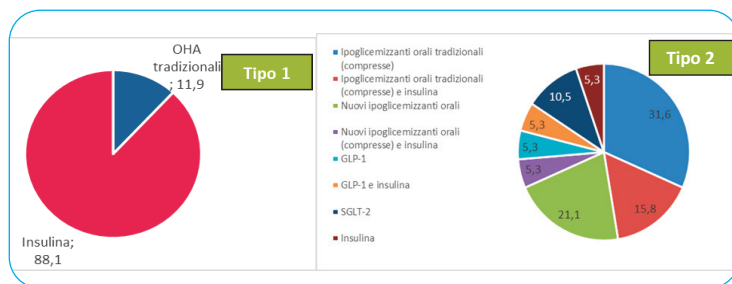 OHA
tradizionali
; 11,9
Tipo 1
Insulina;
88,1
Ipoglicemizzanti orali tradizionali
(compresse)
Ipoglicemizzanti orali tradizionali
(compresse) e insulina
Nuovi ipoglicemizzanti orali
Nuovi ipoglicemizzanti orali
(compresse) e insulina
GLP-1
GLP-1 e insulina
SGLT-2
Insulina
Tipo 2
5,3
10,5
31,6
5,3
5,3
5,3
15,8
21,1